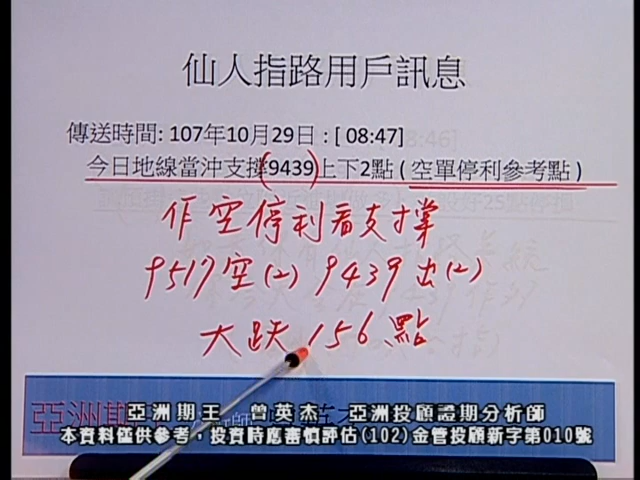 仙人指路用戶訊息
傳送時間: 107年10月29日 : [ 08:47]
今日地線當沖支撐(9439)上下2點 ( 空單停利參考點 )
作空停利看支撐
9517空(2) 9439出(2)
大跌156點
亞洲期王 曾英杰 亞洲投顧證期分析師
本資料僅供參考，投資時應審慎評估(102)金管投顧新字第010號